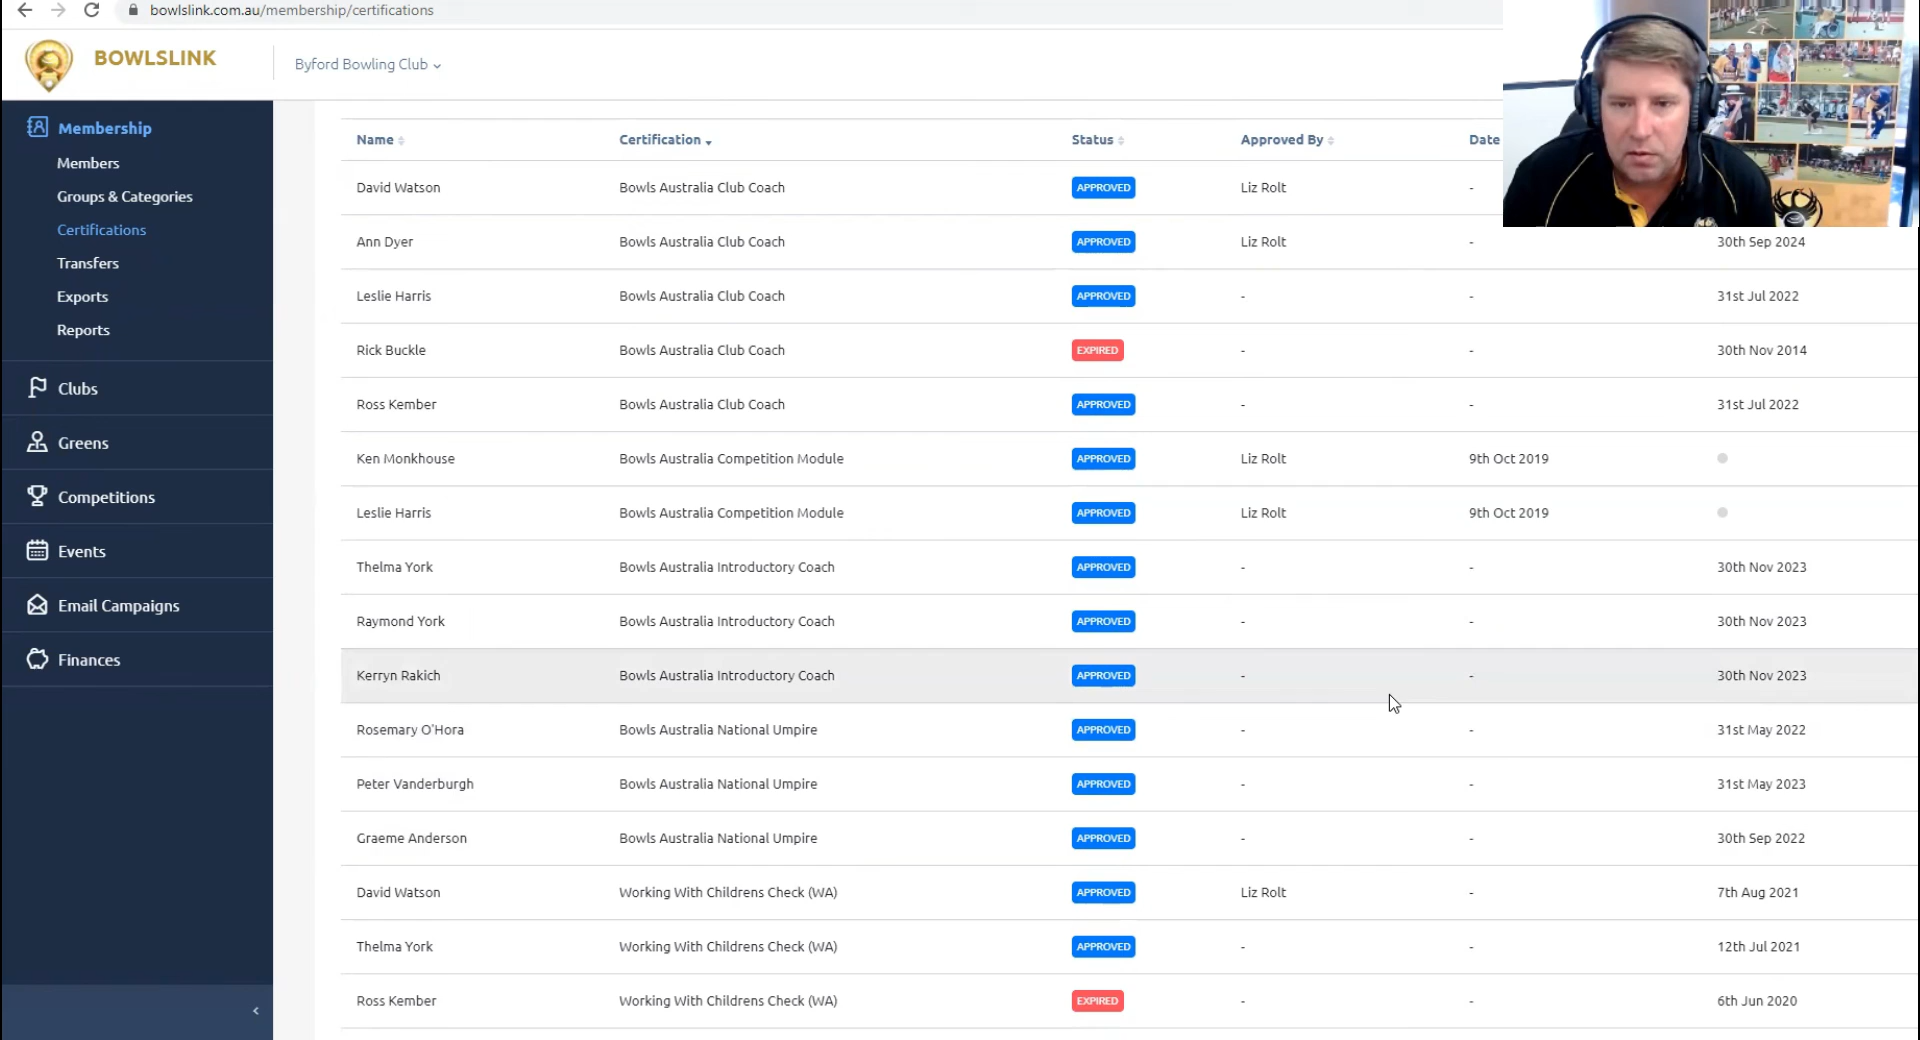 bowlslink.com.au/membership/certifications
BOWLSLINK
Byford Bowling Club
Membership
Members
Groups & Categories
Certifications
Transfers
Exports
Reports
Clubs
Greens
Competitions
Events
Email Campaigns
Finances
Name Certification Status Approved By Date
David Watson Bowls Australia Club Coach APPROVED Liz Rolt -
Ann Dyer Bowls Australia Club Coach APPROVED Liz Rolt - 30th Sep 2024
Leslie Harris Bowls Australia Club Coach APPROVED - - 31st Jul 2022
Rick Buckle Bowls Australia Club Coach EXPIRED - - 30th Nov 2014
Ross Kember Bowls Australia Club Coach APPROVED - - 31st Jul 2022
Ken Monkhouse Bowls Australia Competition Module APPROVED Liz Rolt 9th Oct 2019
Leslie Harris Bowls Australia Competition Module APPROVED Liz Rolt 9th Oct 2019
Thelma York Bowls Australia Introductory Coach APPROVED - - 30th Nov 2023
Raymond York Bowls Australia Introductory Coach APPROVED - - 30th Nov 2023
Kerryn Rakich Bowls Australia Introductory Coach APPROVED - - 30th Nov 2023
Rosemary O'Hora Bowls Australia National Umpire APPROVED - - 31st May 2022
Peter Vanderburgh Bowls Australia National Umpire APPROVED - - 31st May 2023
Graeme Anderson Bowls Australia National Umpire APPROVED - - 30th Sep 2022
David Watson Working With Childrens Check (WA) APPROVED Liz Rolt - 7th Aug 2021
Thelma York Working With Childrens Check (WA) APPROVED - - 12th Jul 2021
Ross Kember Working With Childrens Check (WA) EXPIRED - - 6th Jun 2020